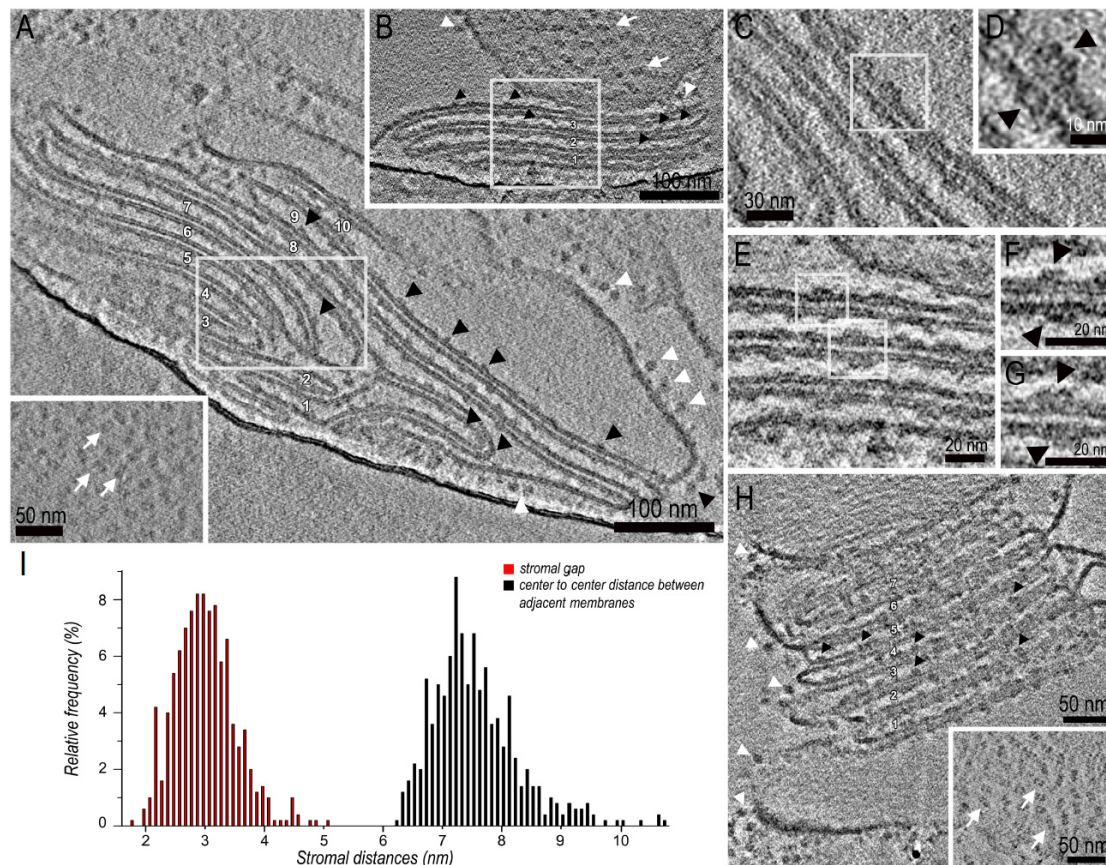 A
B
3
2
1
100 nm
C
30 nm
D
10 nm
7
6
5
4
3
9
10
8
2
1
100 nm
50 nm
E
20 nm
F
20 nm
G
20 nm
H
7
6
5
4
3
2
1
50 nm
50 nm
I
stromal gap
center to center distance between
adjacent membranes
Relative frequency (%)
8
6
4
2
0
2 3 4 5 6 7 8 9 10
Stromal distances (nm)